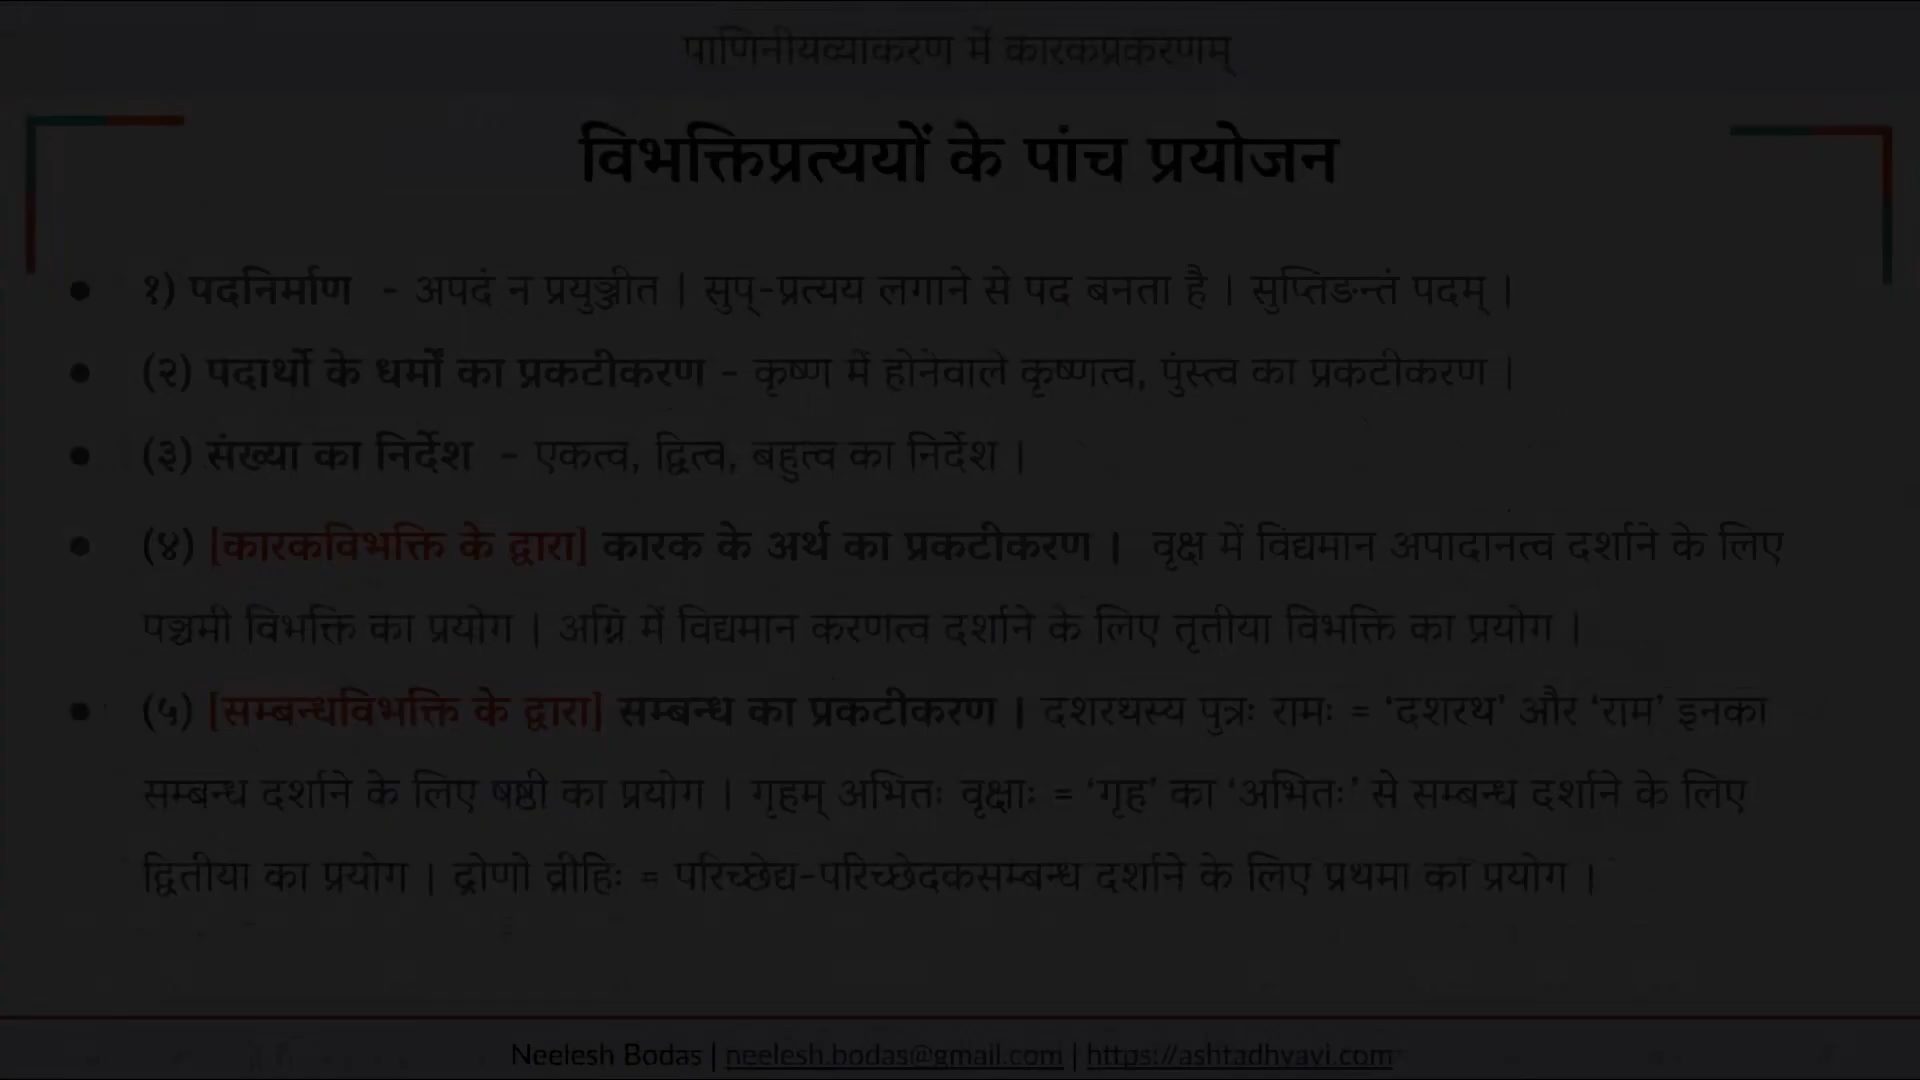 पाणिनीयव्याकरण में कारकप्रकरणम्
विभक्तिप्रत्ययों के पांच प्रयोजन
● १) पदनिर्माण - अपदं न प्रयुञ्जीत | सुप्-प्रत्यय लगाने से पद बनता है | सुप्तिङन्तं पदम् |
● (२) पदार्थो के धर्मों का प्रकटीकरण - कृष्ण में होनेवाले कृष्णत्व, पुंस्त्व का प्रकटीकरण |
● (३) संख्या का निर्देश - एकत्व, द्वित्व, बहुत्व का निर्देश |
● (४) [कारकविभक्ति के द्वारा] कारक के अर्थ का प्रकटीकरण | वृक्ष में विद्यमान अपादानत्व दर्शाने के लिए
पञ्चमी विभक्ति का प्रयोग | अग्नि में विद्यमान करणत्व दर्शाने के लिए तृतीया विभक्ति का प्रयोग |
● (५) [सम्बन्धविभक्ति के द्वारा] सम्बन्ध का प्रकटीकरण | दशरथस्य पुत्रः रामः = ‘दशरथ’ और ‘राम’ इनका
सम्बन्ध दर्शाने के लिए षष्ठी का प्रयोग | गृहम् अभितः वृक्षाः = ‘गृह’ का ‘अभितः’ से सम्बन्ध दर्शाने के लिए
द्वितीया का प्रयोग | द्रोणो व्रीहिः = परिच्छेद्य-परिच्छेदकसम्बन्ध दर्शाने के लिए प्रथमा का प्रयोग |
Neelesh Bodas | neelesh.bodas@gmail.com | https://ashtadhyayi.com